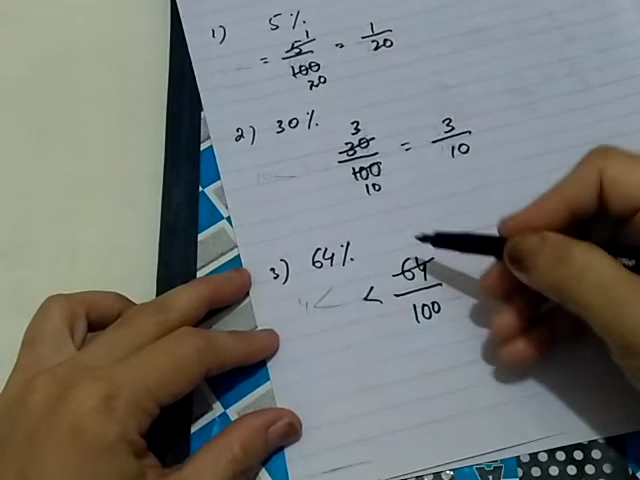 1) 5%
= 5/100 1 20 = 1/20
2) 30% 30/100 3 10 = 3/10
3) 64% < 64/100